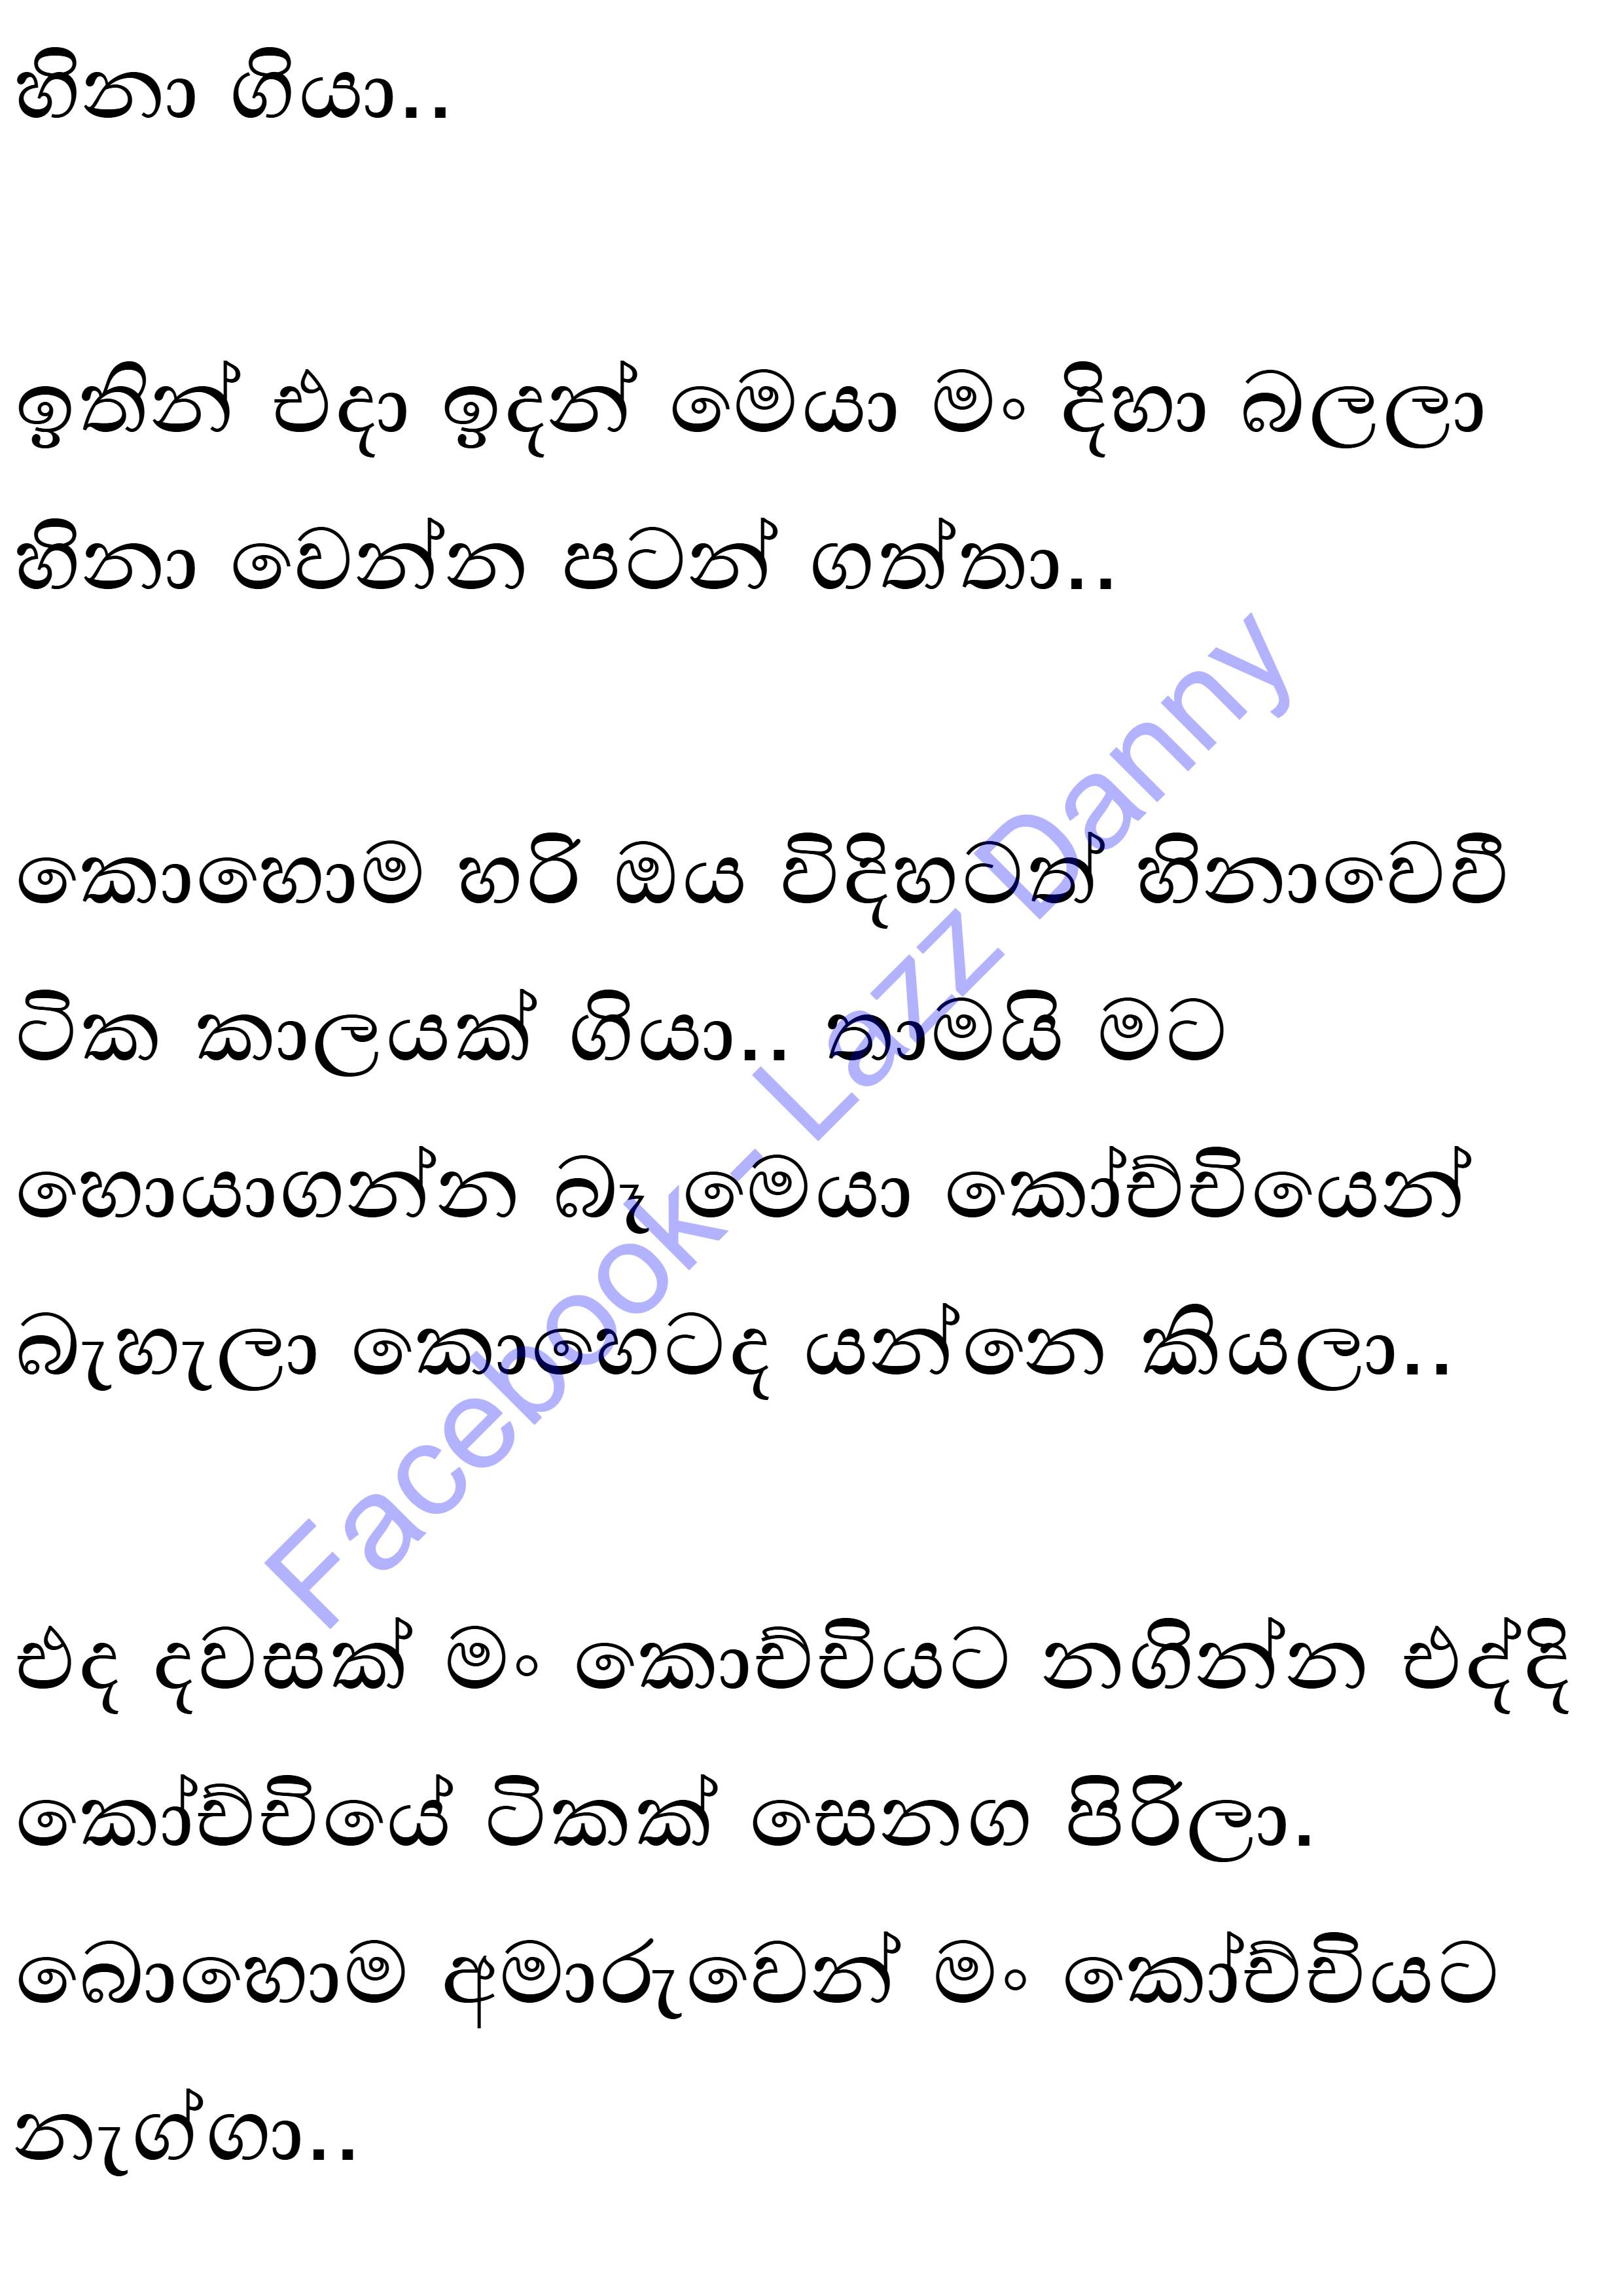 හිනා ගියා..
ඉතින් එදා ඉදන් මෙයා මං දිහා බලලා
හිනා වෙන්න පටන් ගත්තා..
කොහොම හරි ඔය විදිහටත් හිනාවෙවී
ටික කාලයක් ගියා.. තාමයි මට
හොයාගන්න බෑ මෙයා කෝච්චියෙන්
බැහැලා කොහෙටද යන්නෙ කියලා..
එද දවසක් මං කොච්චියට නගින්න එද්දි
කෝච්චියේ ටිකක් සෙනග පිරිලා.
බොහොම අමාරුවෙන් මං කෝච්චියට
නැග්ගා..
Facebook - Lazz Danny